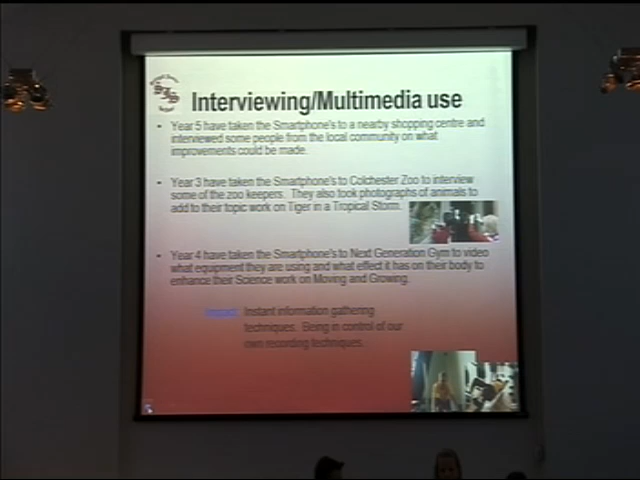 Interviewing/Multimedia use
• Year 5 have taken the Smartphone's to a nearby shopping centre and
interviewed some people from the local community on what
improvements could be made.
• Year 3 have taken the Smartphone's to Colchester Zoo to interview
some of the zoo keepers. They also took photographs of animals to
add to their topic work on Tiger in a Tropical Storm.
• Year 4 have taken the Smartphone's to Next Generation Gym to video
what equipment they are using and what effect it has on their body to
enhance their Science work on Moving and Growing.
Impact: Instant information gathering
techniques. Being in control of our
own recording techniques.